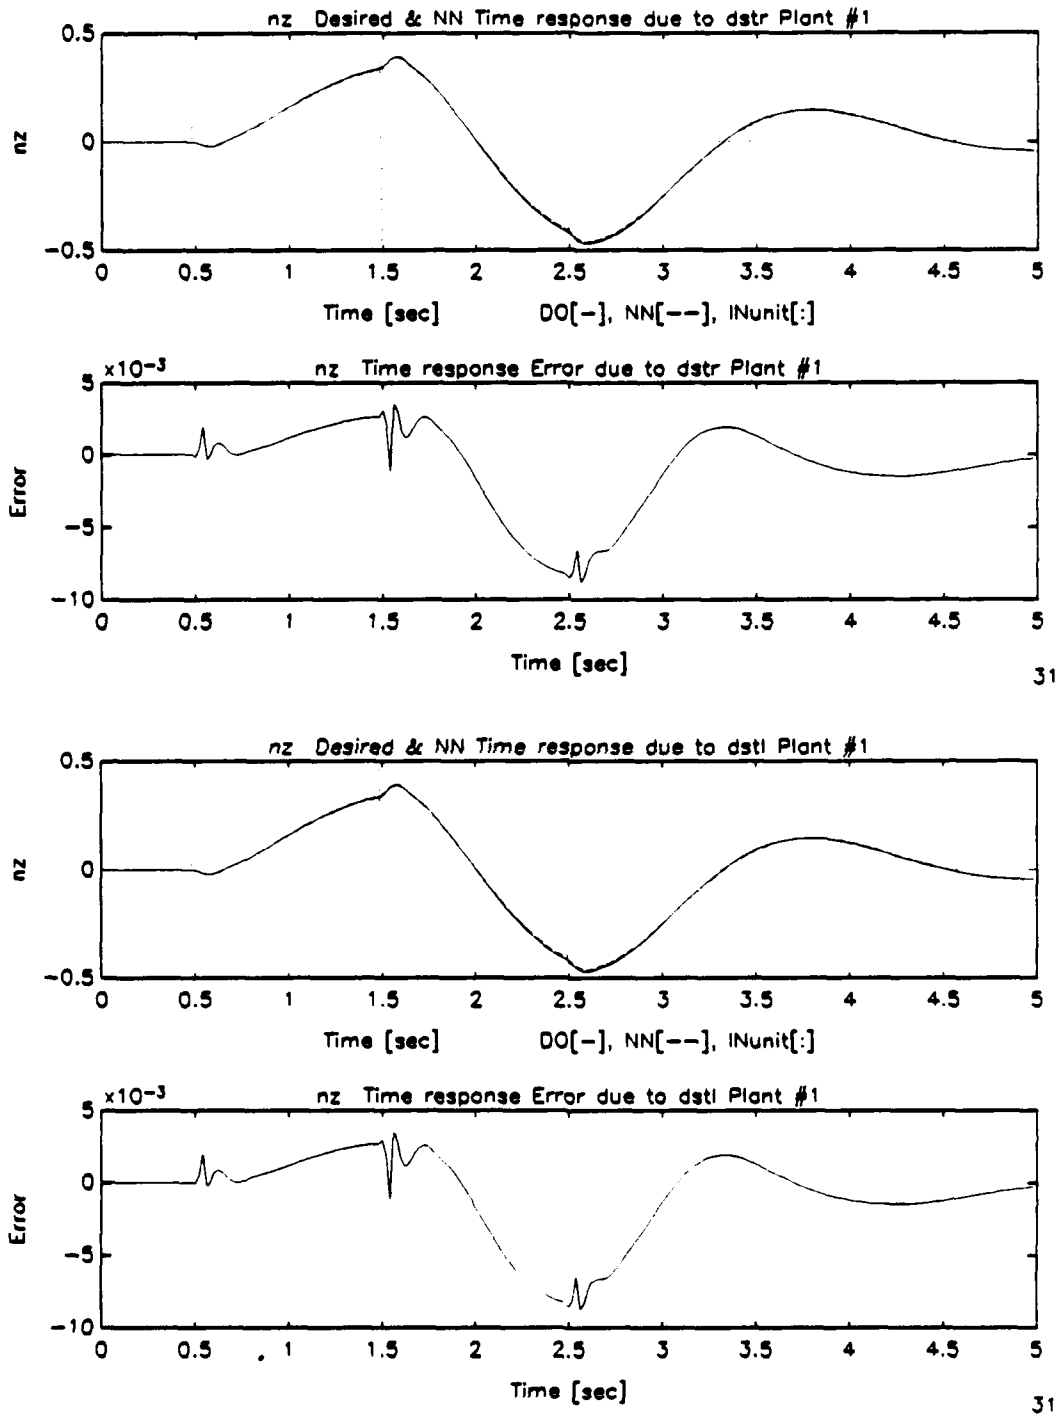 nz Desired & NN Time response due to dstr Plant #1
0.5
0
-0.5
nz
0 0.5 1 1.5 2 2.5 3 3.5 4 4.5 5
Time [sec] DO[-], NN[--], INunit[:]
×10-3 nz Time response Error due to dstr Plant #1
5
0
-5
-10
Error
0 0.5 1 1.5 2 2.5 3 3.5 4 4.5 5
Time [sec]
31
nz Desired & NN Time response due to dstl Plant #1
0.5
0
-0.5
nz
0 0.5 1 1.5 2 2.5 3 3.5 4 4.5 5
Time [sec] DO[-], NN[--], INunit[:]
×10-3 nz Time response Error due to dstl Plant #1
5
0
-5
-10
Error
0 0.5 1 1.5 2 2.5 3 3.5 4 4.5 5
Time [sec]
31